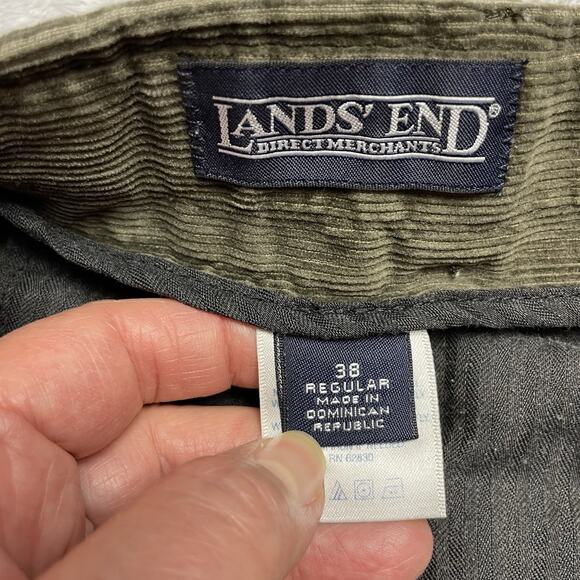 LANDS' END®
DIRECT MERCHANTS
38
REGULAR
MADE IN
DOMINICAN
REPUBLIC
RN 62830